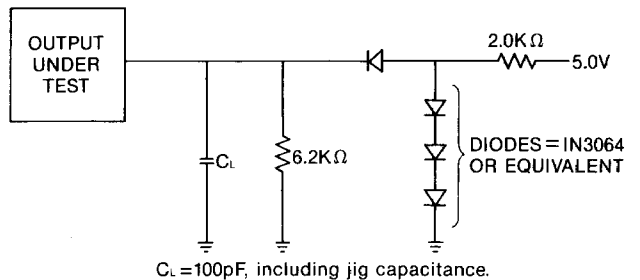 OUTPUT
UNDER
TEST
2.0KΩ
5.0V
CL
6.2KΩ
DIODES=IN3064
OR EQUIVALENT
CL=100pF, including jig capacitance.